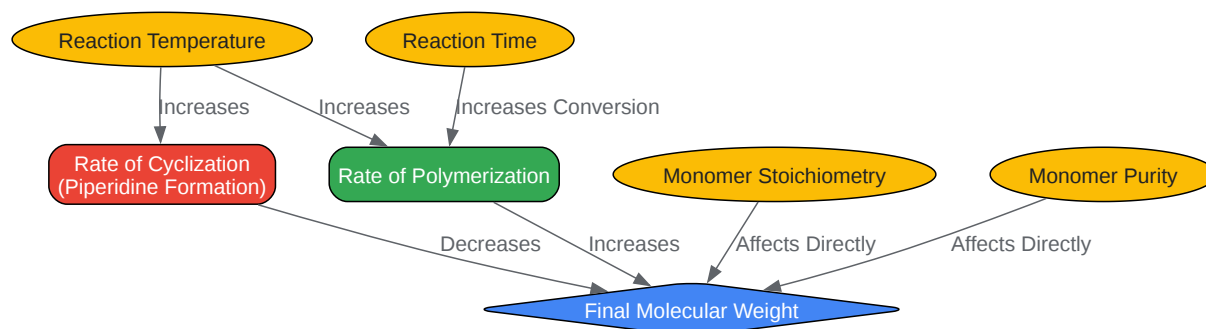 Reaction Temperature
Reaction Time
Increases
Increases
Increases Conversion
Rate of Cyclization
(Piperidine Formation)
Rate of Polymerization
Monomer Stoichiometry
Monomer Purity
Decreases
Increases
Affects Directly
Affects Directly
Final Molecular Weight